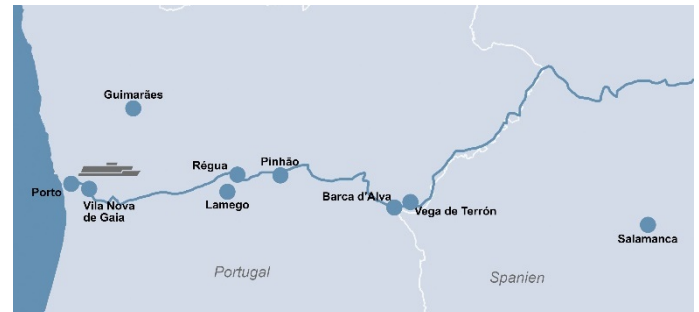 Guimarães
Régua
Pinhão
Porto
Vila Nova
de Gaia
Lamego
Barca d'Alva
Vega de Terrón
Salamanca
Portugal
Spanien